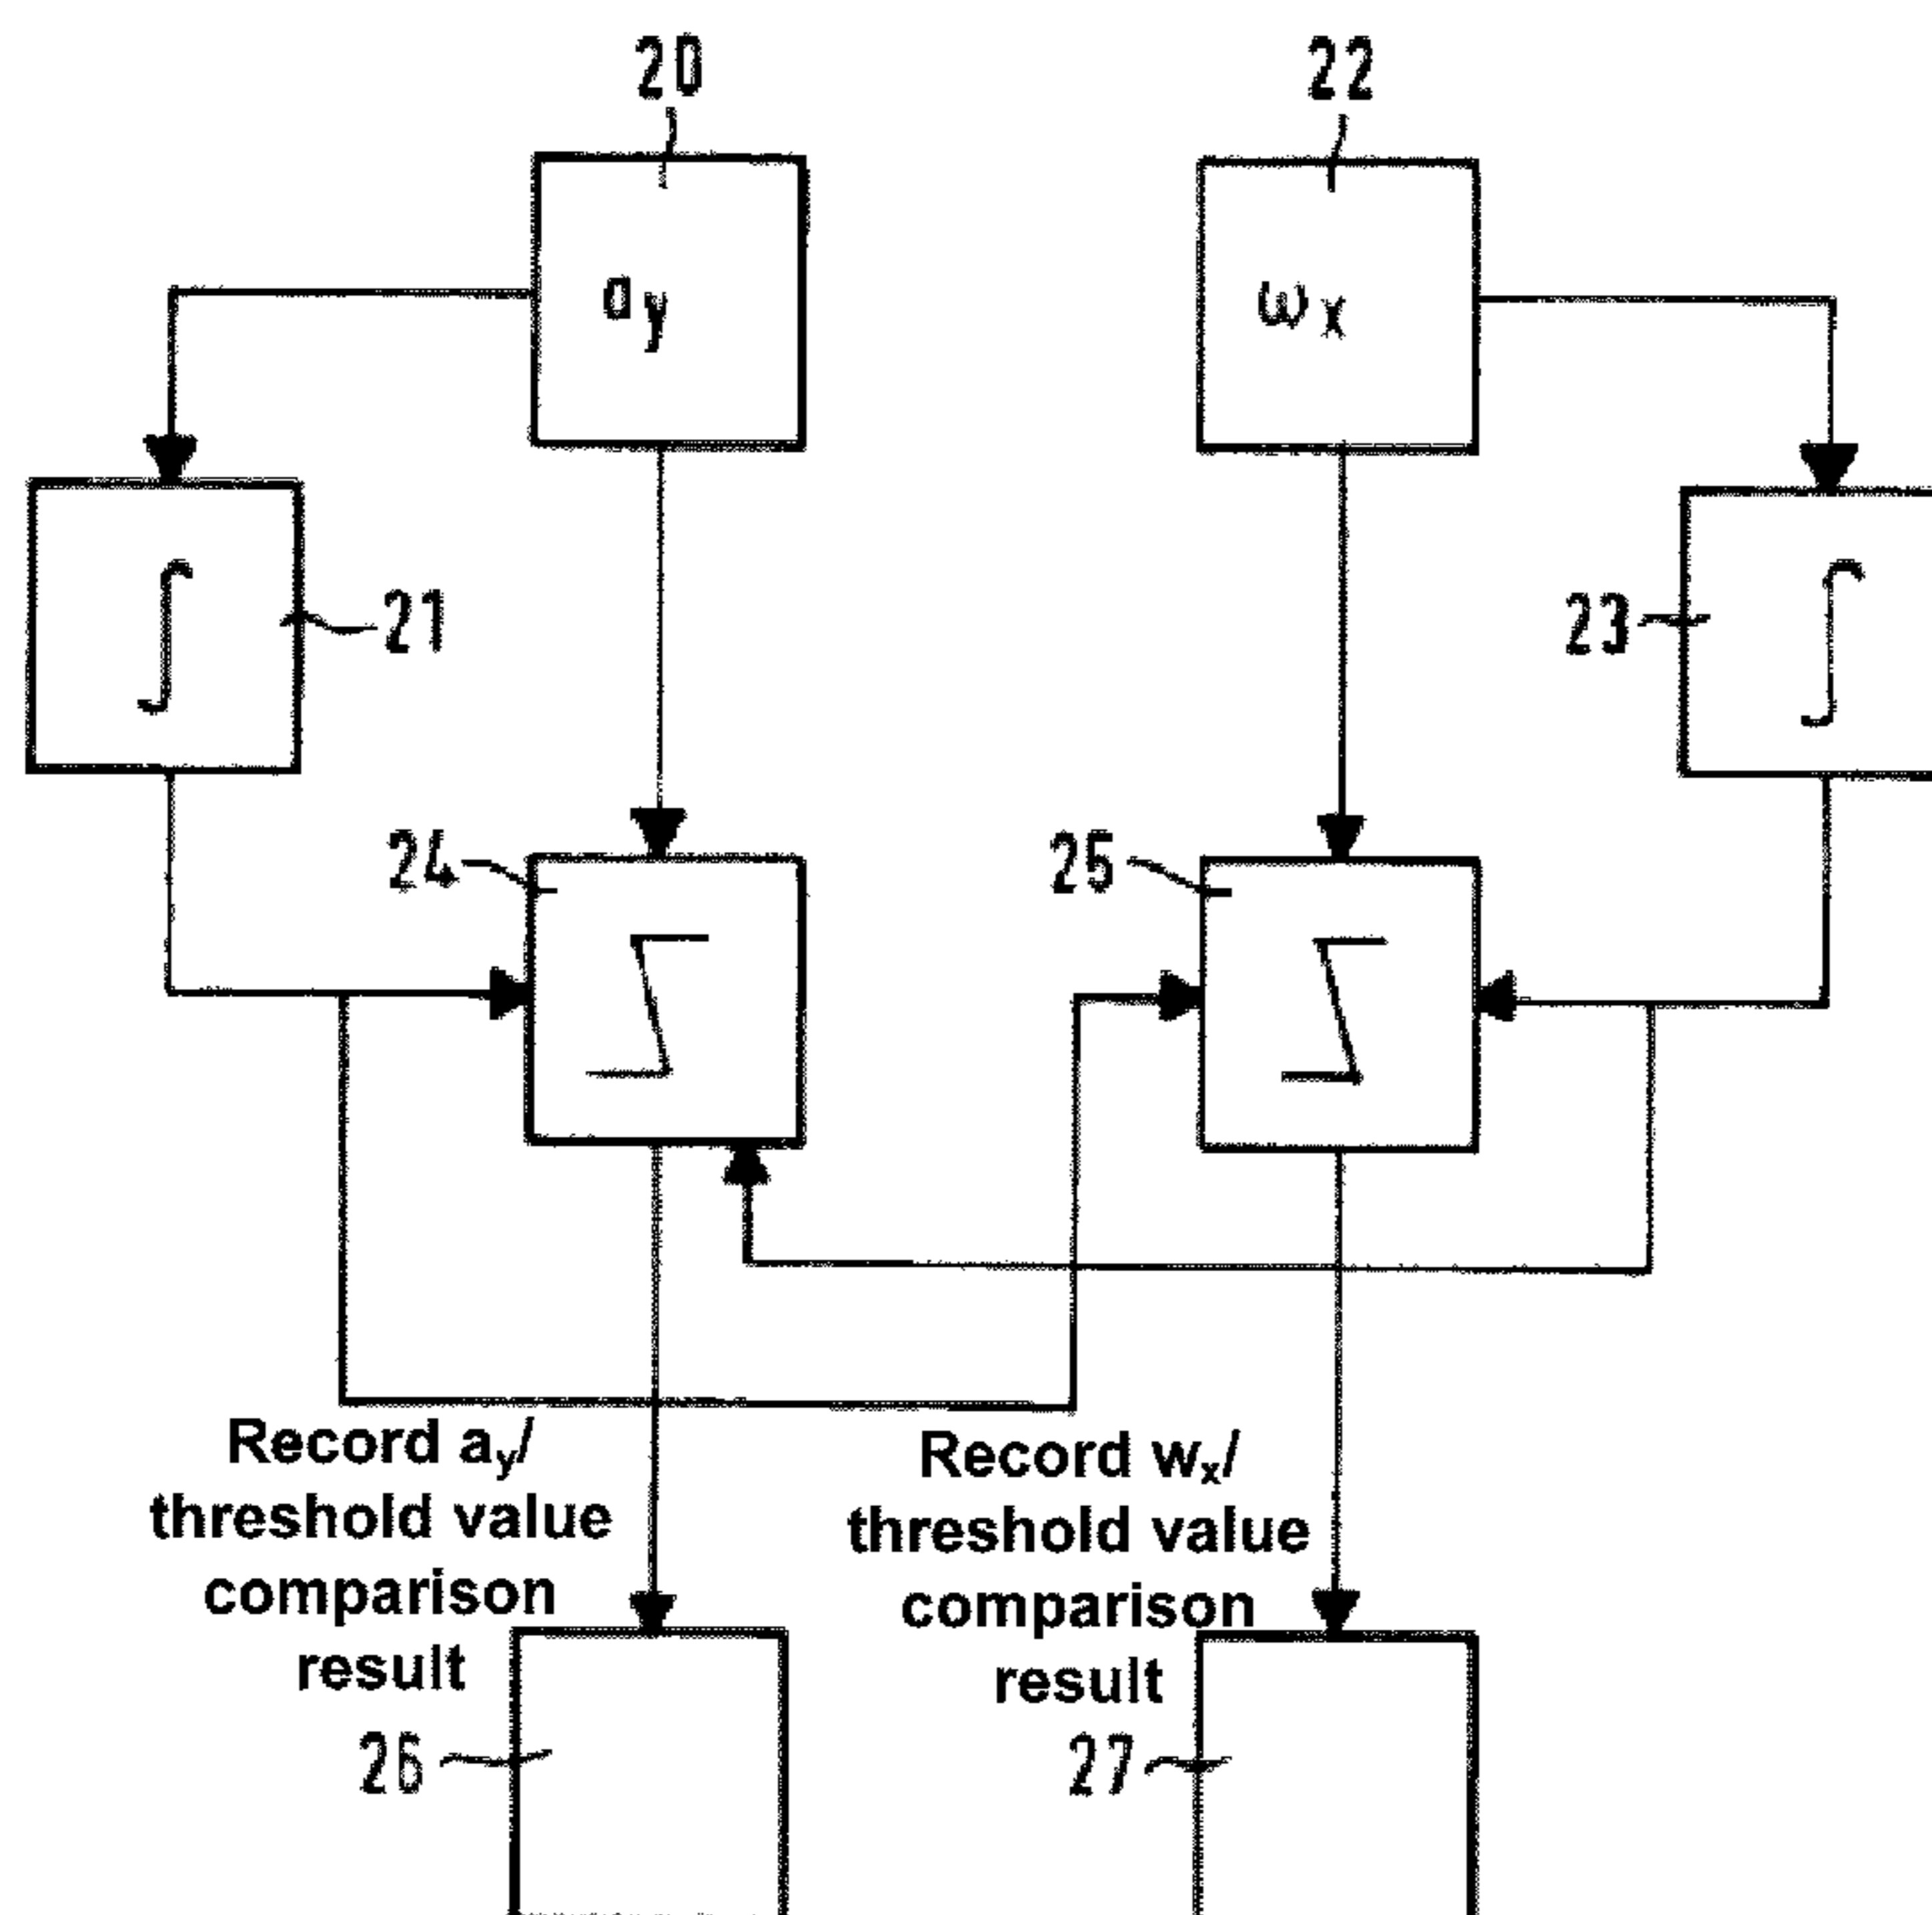 20
22
ay
ωx
21
23
24
25
Record ay/
threshold value
comparison
result
Record wx/
threshold value
comparison
result
26
27